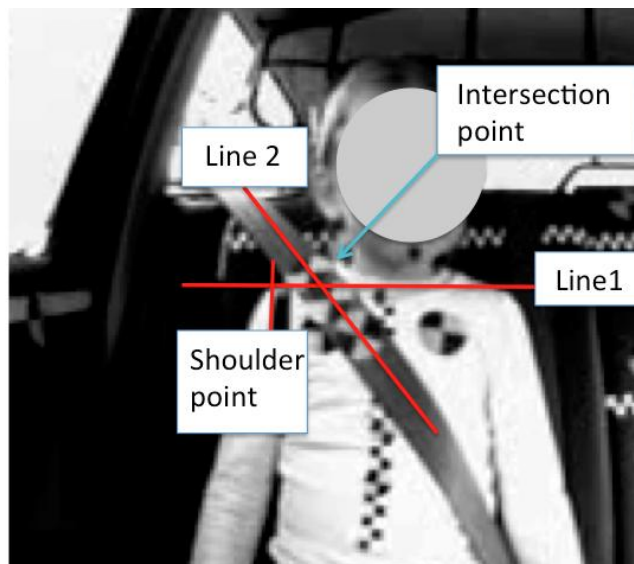 Intersection
point
Line 2
Line1
Shoulder
point